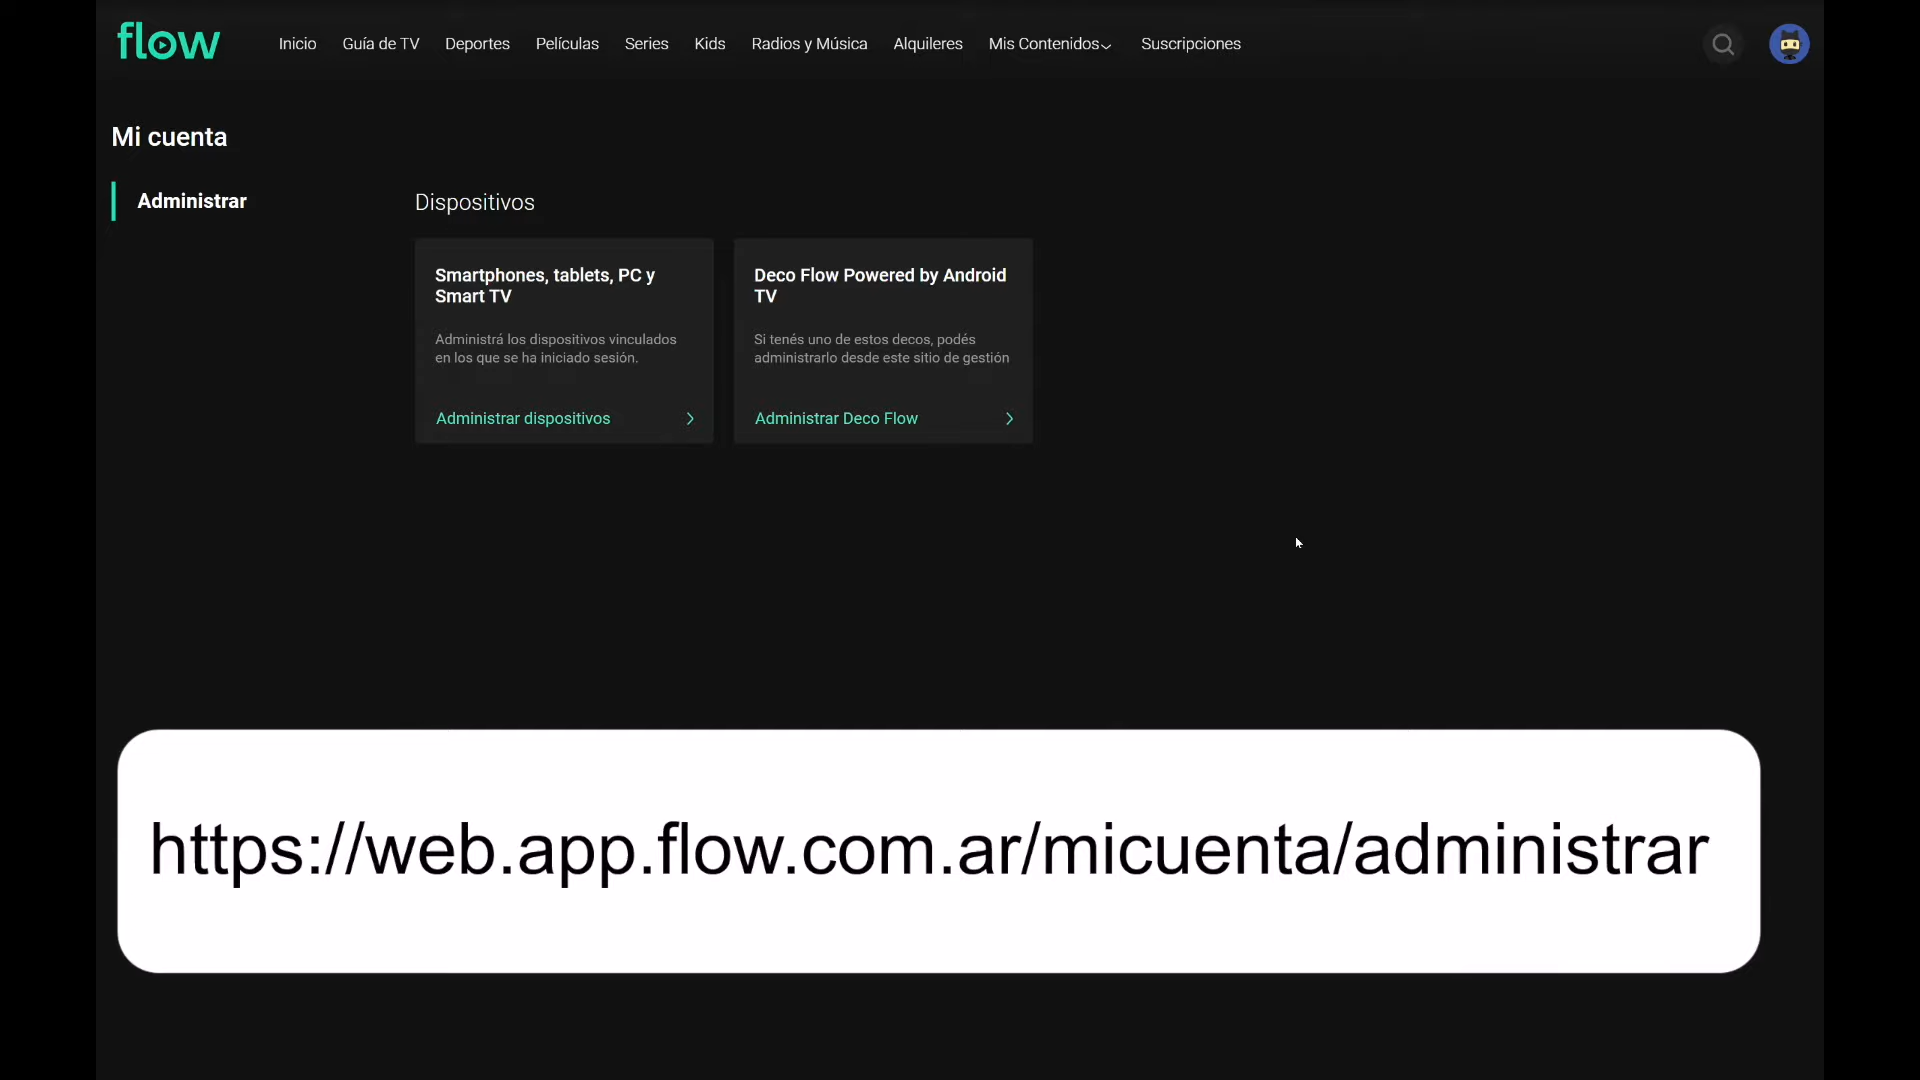 flow
Inicio Guía de TV Deportes Películas Series Kids Radios y Música Alquileres Mis Contenidos Suscripciones
Mi cuenta
Administrar
Dispositivos
Smartphones, tablets, PC y
Smart TV
Administrá los dispositivos vinculados
en los que se ha iniciado sesión.
Administrar dispositivos
Deco Flow Powered by Android
TV
Si tenés uno de estos decos, podés
administrarlo desde este sitio de gestión
Administrar Deco Flow
https://web.app.flow.com.ar/micuenta/administrar